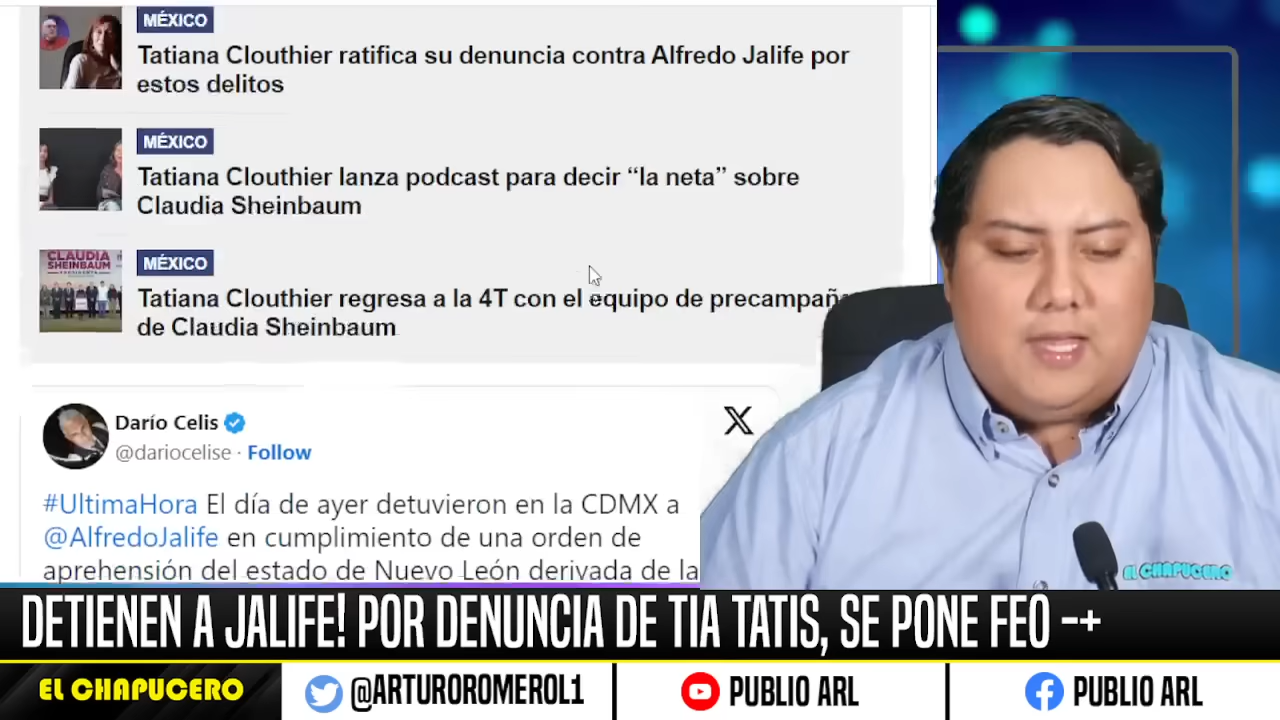 MÉXICO
Tatiana Clouthier ratifica su denuncia contra Alfredo Jalife por
estos delitos
MÉXICO
Tatiana Clouthier lanza podcast para decir “la neta” sobre
Claudia Sheinbaum
CLAUDIA
SHEINBAUM
MÉXICO
Tatiana Clouthier regresa a la 4T con el equipo de precampaña
de Claudia Sheinbaum
Darío Celis
@dariocelise · Follow
X
#UltimaHora El día de ayer detuvieron en la CDMX a
@AlfredoJalife en cumplimiento de una orden de
aprehensión del estado de Nuevo León derivada de la
EL CHAPUCERO
DETIENEN A JALIFE! POR DENUNCIA DE TIA TATIS, SE PONE FEO -+
EL CHAPUCERO
@ARTUROROMEROL1
PUBLIO ARL
PUBLIO ARL